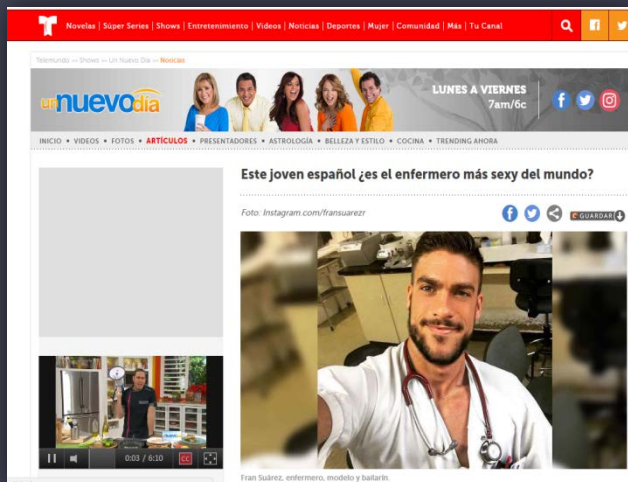 Novelas | Súper Series | Shows | Entretenimiento | Videos | Noticias | Deportes | Mujer | Comunidad | Más | Tu Canal
Telemundo >> Shows >> Un Nuevo Día >> Noticias
un nuevo día
LUNES A VIERNES
7am/6c
INICIO • VIDEOS • FOTOS • ARTÍCULOS • PRESENTADORES • ASTROLOGÍA • BELLEZA Y ESTILO • COCINA • TRENDING AHORA
Este joven español ¿es el enfermero más sexy del mundo?
Foto: Instagram.com/fransuarezr
GUARDAR
0:03 / 6:10 CC
Fran Suárez, enfermero, modelo y bailarín.